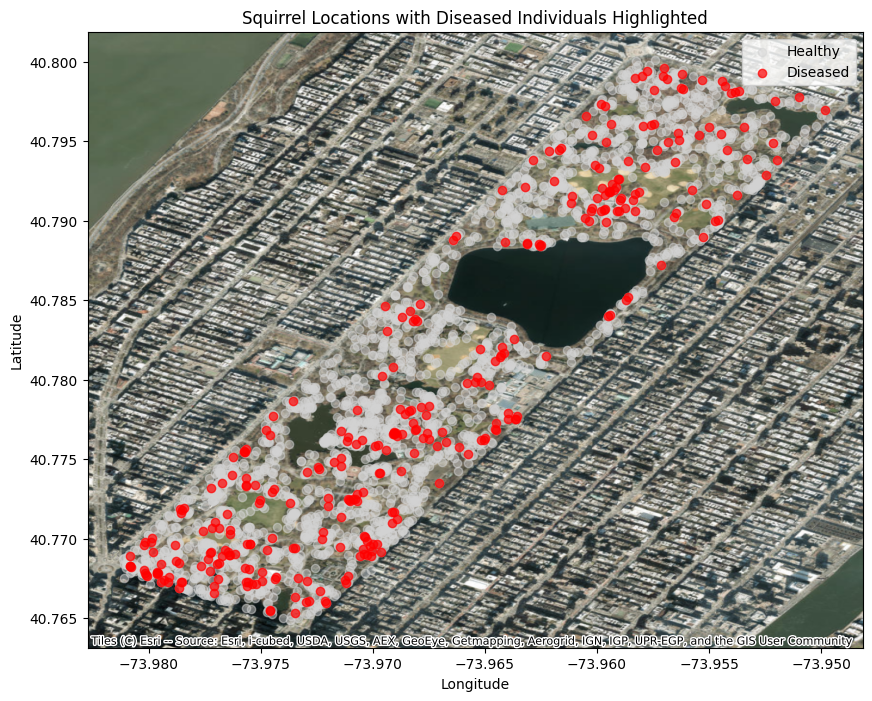 Squirrel Locations with Diseased Individuals Highlighted
Healthy
Diseased
40.800
40.795
40.790
40.785
40.780
40.775
40.770
40.765
Latitude
Tiles (C) Esri -- Source: Esri, i-cubed, USDA, USGS, AEX, GeoEye, Getmapping, Aerogrid, IGN, IGP, UPR-EGP, and the GIS User Community
−73.980 −73.975 −73.970 −73.965 −73.960 −73.955 −73.950
Longitude